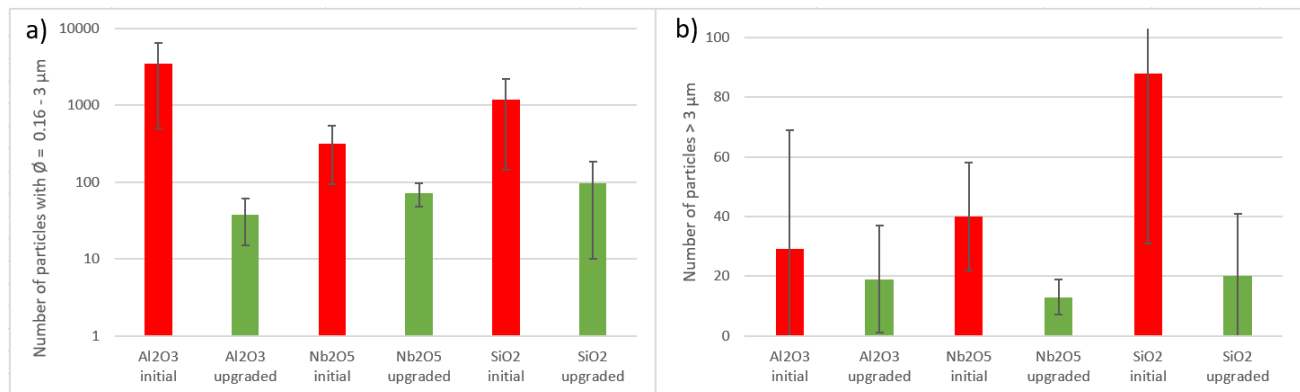 a)
Number of particles with Ø = 0.16 - 3 µm
10000
1000
100
10
1
Al2O3 initial
Al2O3 upgraded
Nb2O5 initial
Nb2O5 upgraded
SiO2 initial
SiO2 upgraded
b)
Number of particles > 3 µm
100
80
60
40
20
0
Al2O3 initial
Al2O3 upgraded
Nb2O5 initial
Nb2O5 upgraded
SiO2 initial
SiO2 upgraded